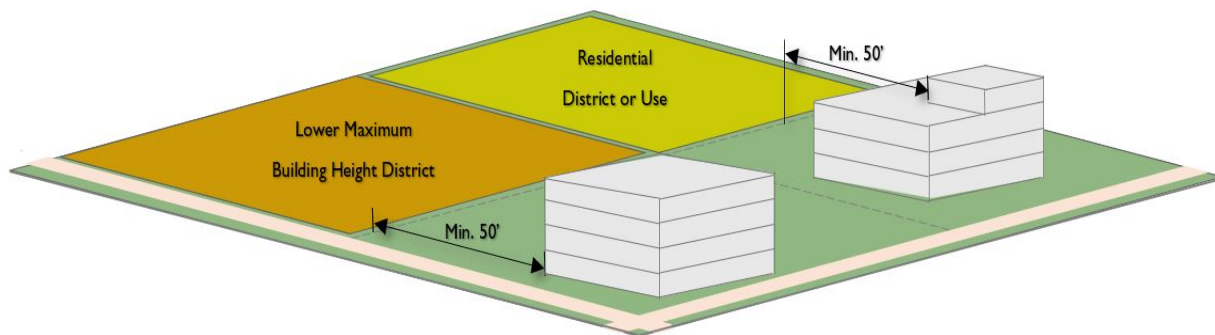 Residential
District or Use
Min. 50'
Lower Maximum
Building Height District
Min. 50'